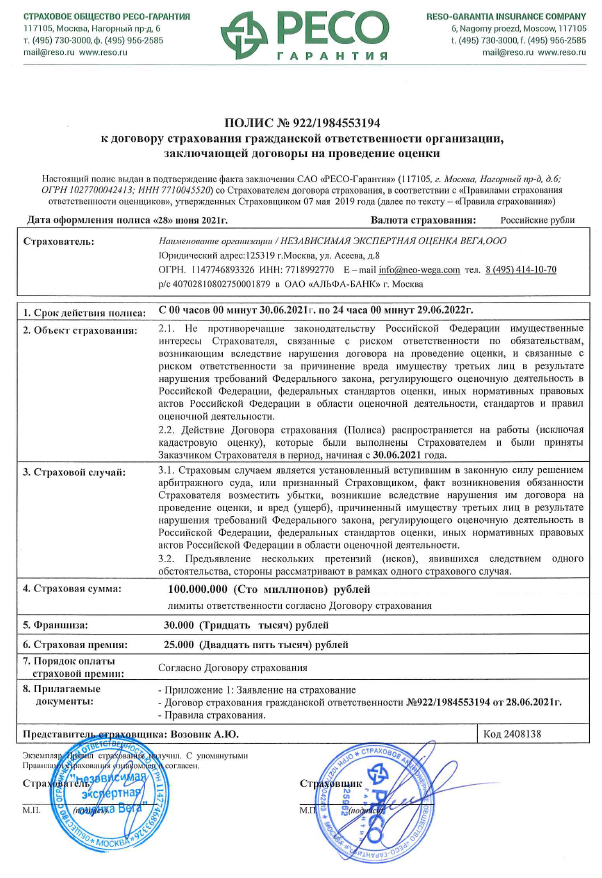 СТРАХОВОЕ ОБЩЕСТВО РЕСО-ГАРАНТИЯ
117105, Москва, Нагорный пр-д, 6
т. (495) 730-3000, ф. (495) 956-2585
mail@reso.ru www.reso.ru
РЕСО
ГАРАНТИЯ
RESO-GARANTIA INSURANCE COMPANY
6, Nagorny proezd, Moscow, 117105
t. (495) 730-3000, f. (495) 956-2585
mail@reso.ru www.reso.ru
ПОЛИС № 922/1984553194
к договору страхования гражданской ответственности организации,
заключающей договоры на проведение оценки
Настоящий полис выдан в подтверждение факта заключения САО «РЕСО-Гарантия» (117105, г. Москва, Нагорный пр-д, д.6;
ОГРН 1027700042413; ИНН 7710045520) со Страхователем договора страхования, в соответствии с «Правилами страхования
ответственности оценщиков», утвержденных Страховщиком 07 мая 2019 года (далее по тексту – «Правила страхования»)
Дата оформления полиса «28» июня 2021г. Валюта страхования: Российские рубли
Страхователь:
Наименование организации / НЕЗАВИСИМАЯ ЭКСПЕРТНАЯ ОЦЕНКА ВЕГА,ООО
Юридический адрес:125319 г.Москва, ул. Асеева, д.8
ОГРН. 1147746893326 ИНН: 7718992770 E – mail info@neo-wega.com тел. 8 (495) 414-10-70
р/с 40702810802750001879 в ОАО «АЛЬФА-БАНК» г. Москва
1. Срок действия полиса: С 00 часов 00 минут 30.06.2021г. по 24 часа 00 минут 29.06.2022г.
2. Объект страхования: 2.1. Не противоречащие законодательству Российской Федерации имущественные
интересы Страхователя, связанные с риском ответственности по обязательствам,
возникающим вследствие нарушения договора на проведение оценки, и связанные с
риском ответственности за причинение вреда имуществу третьих лиц в результате
нарушения требований Федерального закона, регулирующего оценочную деятельность в
Российской Федерации, федеральных стандартов оценки, иных нормативных правовых
актов Российской Федерации в области оценочной деятельности, стандартов и правил
оценочной деятельности.
2.2. Действие Договора страхования (Полиса) распространяется на работы (исключая
кадастровую оценку), которые были выполнены Страхователем и были приняты
Заказчиком Страхователя в период, начиная с 30.06.2021 года.
3. Страховой случай: 3.1. Страховым случаем является установленный вступившим в законную силу решением
арбитражного суда, или признанный Страховщиком, факт возникновения обязанности
Страхователя возместить убытки, возникшие вследствие нарушения им договора на
проведение оценки, и вред (ущерб), причиненный имуществу третьих лиц в результате
нарушения требований Федерального закона, регулирующего оценочную деятельность в
Российской Федерации, федеральных стандартов оценки, иных нормативных правовых
актов Российской Федерации в области оценочной деятельности.
3.2. Предъявление нескольких претензий (исков), явившихся следствием одного
обстоятельства, стороны рассматривают в рамках одного страхового случая.
4. Страховая сумма: 100.000.000 (Сто миллионов) рублей
лимиты ответственности согласно Договору страхования
5. Франшиза: 30.000 (Тридцать тысяч) рублей
6. Страховая премия: 25.000 (Двадцать пять тысяч) рублей
7. Порядок оплаты
страховой премии:
Согласно Договору страхования
8. Прилагаемые
документы:
- Приложение 1: Заявление на страхование
- Договор страхования гражданской ответственности №922/1984553194 от 28.06.2021г.
- Правила страхования.
Представитель страховщика: Возовик А.Ю. Код 2408138
Экземпляр Правил страхования получил. С упомянутыми
Правилами страхования ознакомлен и согласен.
Страхователь
Страховщик
М.П. (подпись)
М.П.
"Независимая
экспертная
оценка Вега"
МОСКВА
РЕСО
ГАРАНТИЯ